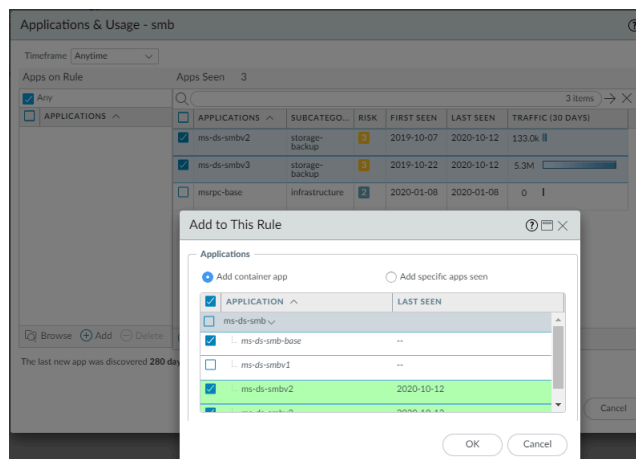 Applications & Usage - smb
Timeframe Anytime
Apps on Rule
Apps Seen 3
Any
3 items
APPLICATIONS
APPLICATIONS SUBCATEGO... RISK FIRST SEEN LAST SEEN TRAFFIC (30 DAYS)
ms-ds-smbv2 storage-backup 3 2019-10-07 2020-10-12 133.0k
ms-ds-smbv3 storage-backup 3 2019-10-22 2020-10-12 5.3M
msrpc-base infrastructure 2 2020-01-08 2020-01-08 0
Add to This Rule
Applications
Add container app Add specific apps seen
APPLICATION LAST SEEN
ms-ds-smb
ms-ds-smb-base --
ms-ds-smbv1 --
ms-ds-smbv2 2020-10-12
Browse Add Delete
The last new app was discovered 280
Cancel
OK Cancel